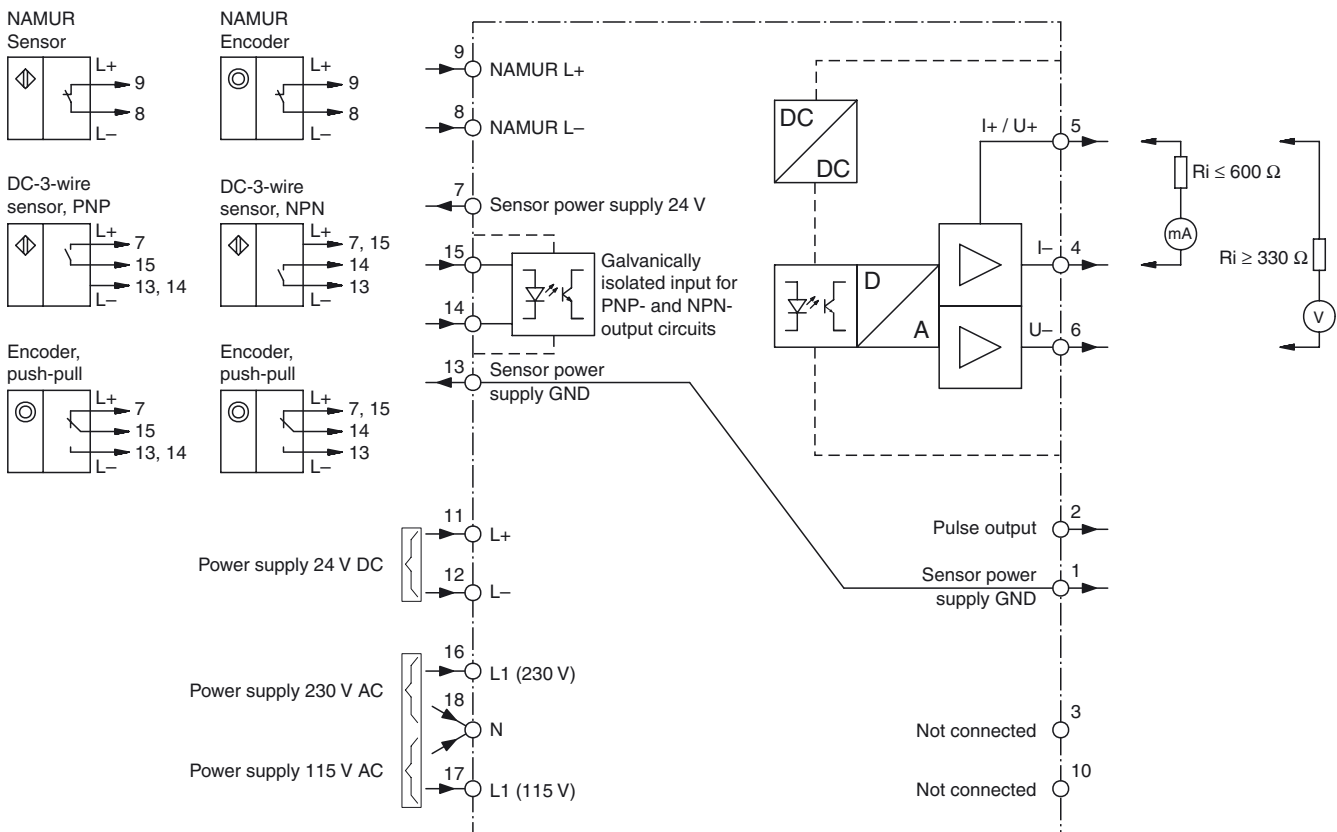 NAMUR
Sensor
L+
9
8
L–
NAMUR
Encoder
L+
9
8
L–
DC-3-wire
sensor, PNP
L+
7
15
13, 14
L–
DC-3-wire
sensor, NPN
L+
7, 15
14
13
L–
Encoder,
push-pull
L+
7
15
13, 14
L–
Encoder,
push-pull
L+
7, 15
14
13
L–
9
NAMUR L+
8
NAMUR L–
7
Sensor power supply 24 V
15
14
Galvanically
isolated input for
PNP- and NPN-
output circuits
13
Sensor power
supply GND
11
L+
Power supply 24 V DC
12
L–
16
L1 (230 V)
Power supply 230 V AC
18
N
Power supply 115 V AC
17
L1 (115 V)
DC
DC
D
A
I+ / U+
5
I–
4
U–
6
Ri ≤ 600 Ω
mA
Ri ≥ 330 Ω
V
Pulse output
2
Sensor power
supply GND
1
Not connected
3
Not connected
10